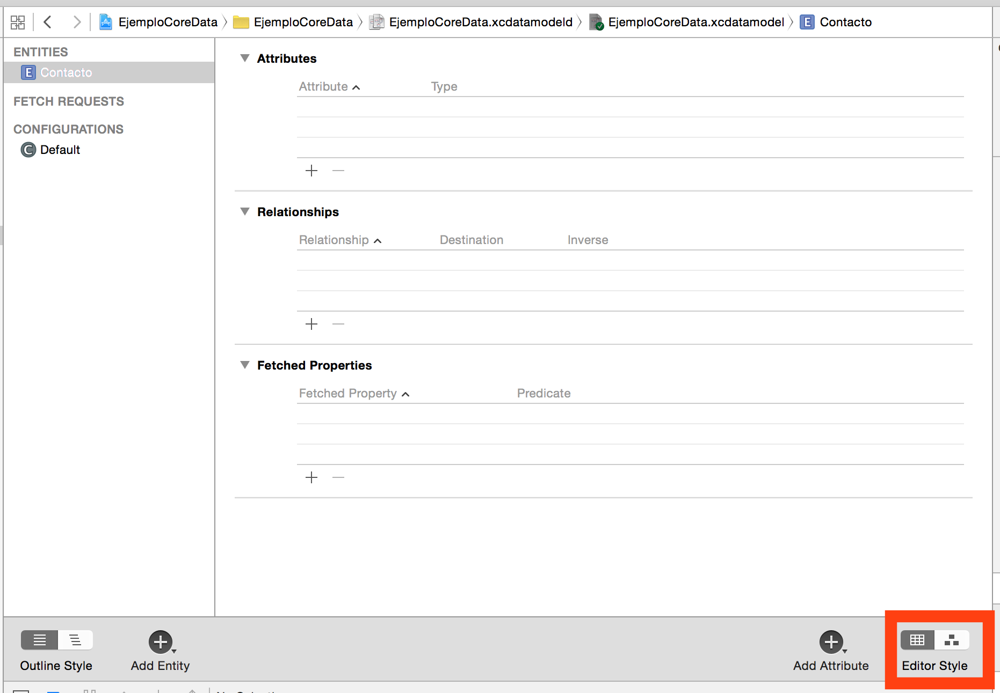 EjemploCoreData EjemploCoreData EjemploCoreData.xcdatamodeld EjemploCoreData.xcdatamodel E Contacto
ENTITIES
E Contacto
FETCH REQUESTS
CONFIGURATIONS
C Default
Attributes
Attribute Type
Relationships
Relationship Destination Inverse
Fetched Properties
Fetched Property Predicate
Outline Style Add Entity Add Attribute Editor Style